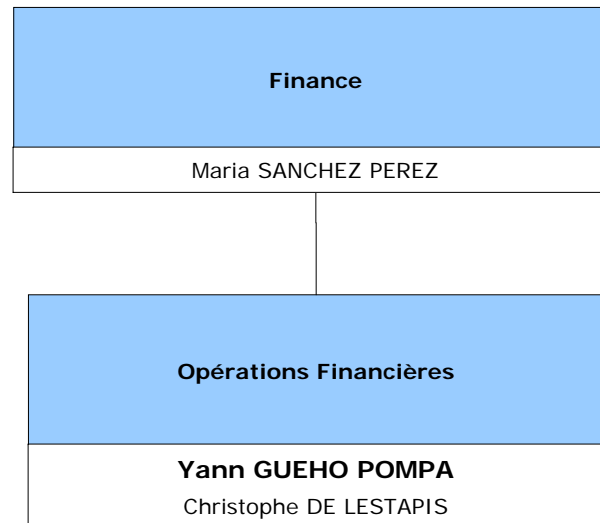 Finance
Maria SANCHEZ PEREZ
Opérations Financières
Yann GUEHO POMPA
Christophe DE LESTAPIS